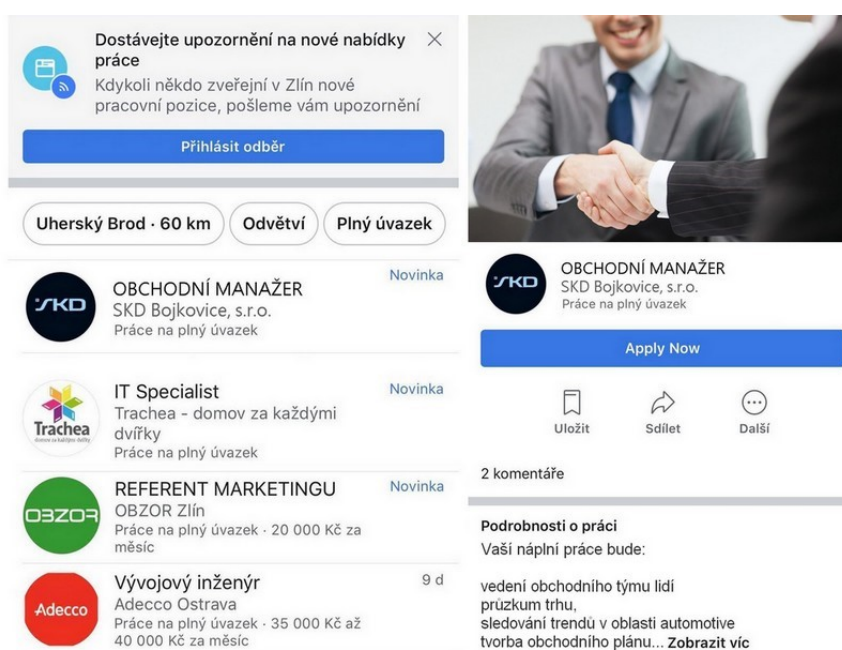 Dostávejte upozornění na nové nabídky
práce
Kdykoli někdo zveřejní v Zlín nové
pracovní pozice, pošleme vám upozornění
Přihlásit odběr
Uherský Brod · 60 km
Odvětví
Plný úvazek
SKD
OBCHODNÍ MANAŽER
Novinka
SKD Bojkovice, s.r.o.
Práce na plný úvazek
Trachea
IT Specialist
Novinka
Trachea - domov za každými
dvířky
Práce na plný úvazek
OBZOR
REFERENT MARKETINGU
Novinka
OBZOR Zlín
Práce na plný úvazek · 20 000 Kč za
měsíc
Adecco
Vývojový inženýr
9 d
Adecco Ostrava
Práce na plný úvazek · 35 000 Kč až
40 000 Kč za měsíc
SKD
OBCHODNÍ MANAŽER
SKD Bojkovice, s.r.o.
Práce na plný úvazek
Apply Now
Uložit
Sdílet
Další
2 komentáře
Podrobnosti o práci
Vaší náplní práce bude:
vedení obchodního týmu lidí
průzkum trhu,
sledování trendů v oblasti automotive
tvorba obchodního plánu... Zobrazit víc